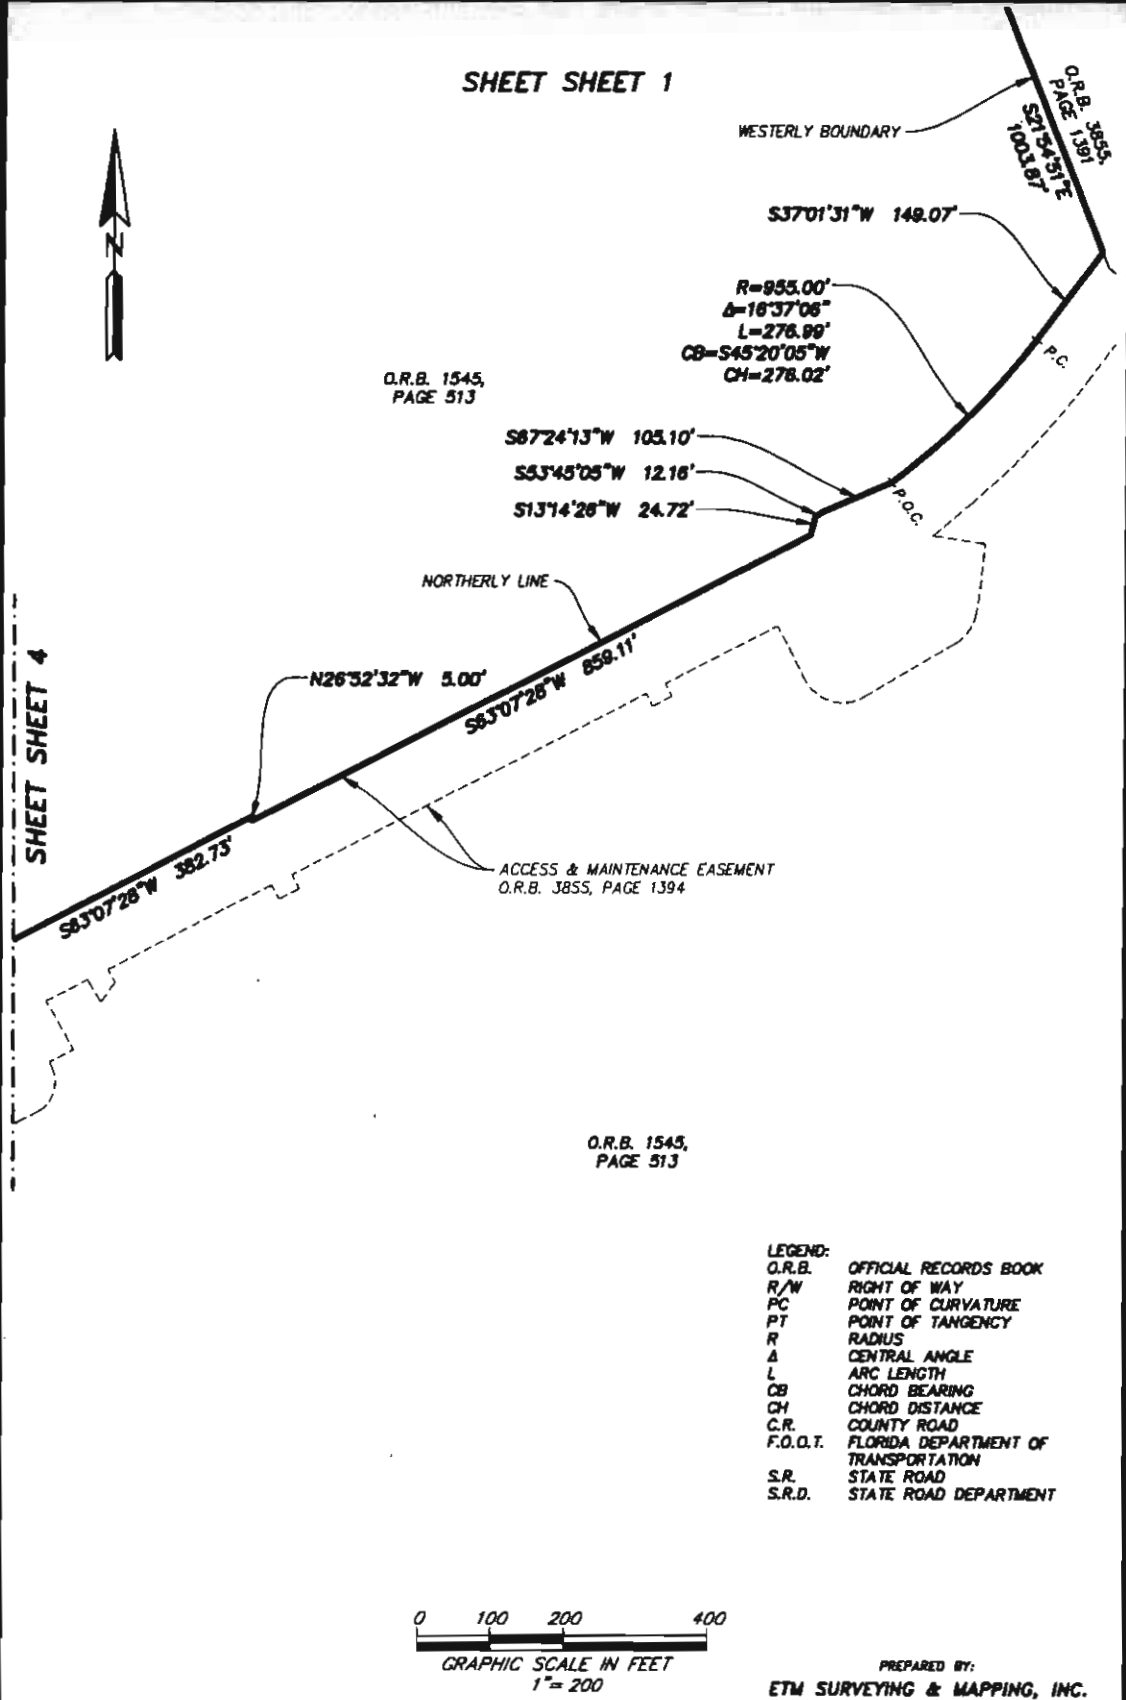 SHEET SHEET 1
O.R.B. 3855,
PAGE 1391
S21°54'51"E
1003.87'
WESTERLY BOUNDARY
S37°01'31"W 149.07'
R=955.00'
Δ=16°37'06"
L=276.99'
CB=S45°20'05"W
CH=276.02'
P.C.
O.R.B. 1545,
PAGE 513
S67°24'13"W 105.10'
S53°45'05"W 12.16'
S13°14'26"W 24.72'
P.O.C.
NORTHERLY LINE
N
SHEET SHEET 4
N26°52'32"W 5.00'
S63°07'28"W 859.11'
S63°07'28"W 382.73'
ACCESS & MAINTENANCE EASEMENT
O.R.B. 3855, PAGE 1394
O.R.B. 1545,
PAGE 513
LEGEND:
O.R.B. OFFICIAL RECORDS BOOK
R/W RIGHT OF WAY
PC POINT OF CURVATURE
PT POINT OF TANGENCY
R RADIUS
Δ CENTRAL ANGLE
L ARC LENGTH
CB CHORD BEARING
CH CHORD DISTANCE
C.R. COUNTY ROAD
F.O.O.T. FLORIDA DEPARTMENT OF
TRANSPORTATION
S.R. STATE ROAD
S.R.D. STATE ROAD DEPARTMENT
0 100 200 400
GRAPHIC SCALE IN FEET
1"= 200
PREPARED BY:
ETM SURVEYING & MAPPING, INC.